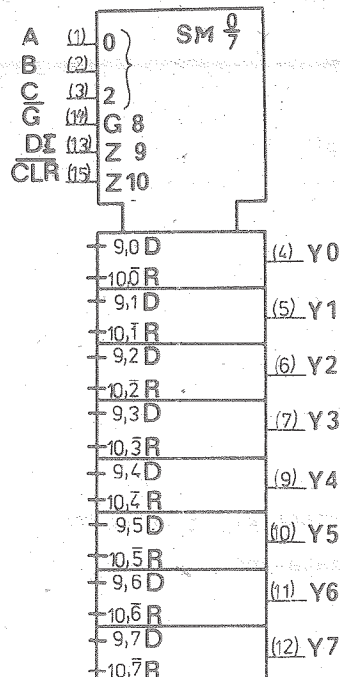 A (1) 0 SM 0/7
B (2)
C (3) 2
G̅ (14) G 8
DI (13) Z 9
C̅L̅R̅ (15) Z 10
9,0 D
(4) Y0
10,0̅ R
9,1 D
(5) Y1
10,1̅ R
9,2 D
(6) Y2
10,2̅ R
9,3 D
(7) Y3
10,3̅ R
9,4 D
(9) Y4
10,4̅ R
9,5 D
(10) Y5
10,5̅ R
9,6 D
(11) Y6
10,6̅ R
9,7 D
(12) Y7
10,7̅ R